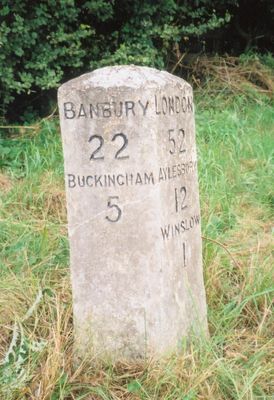 BANBURY
22
BUCKINGHAM
5
LONDON
52
AYLESBURY
12
WINSLOW
1